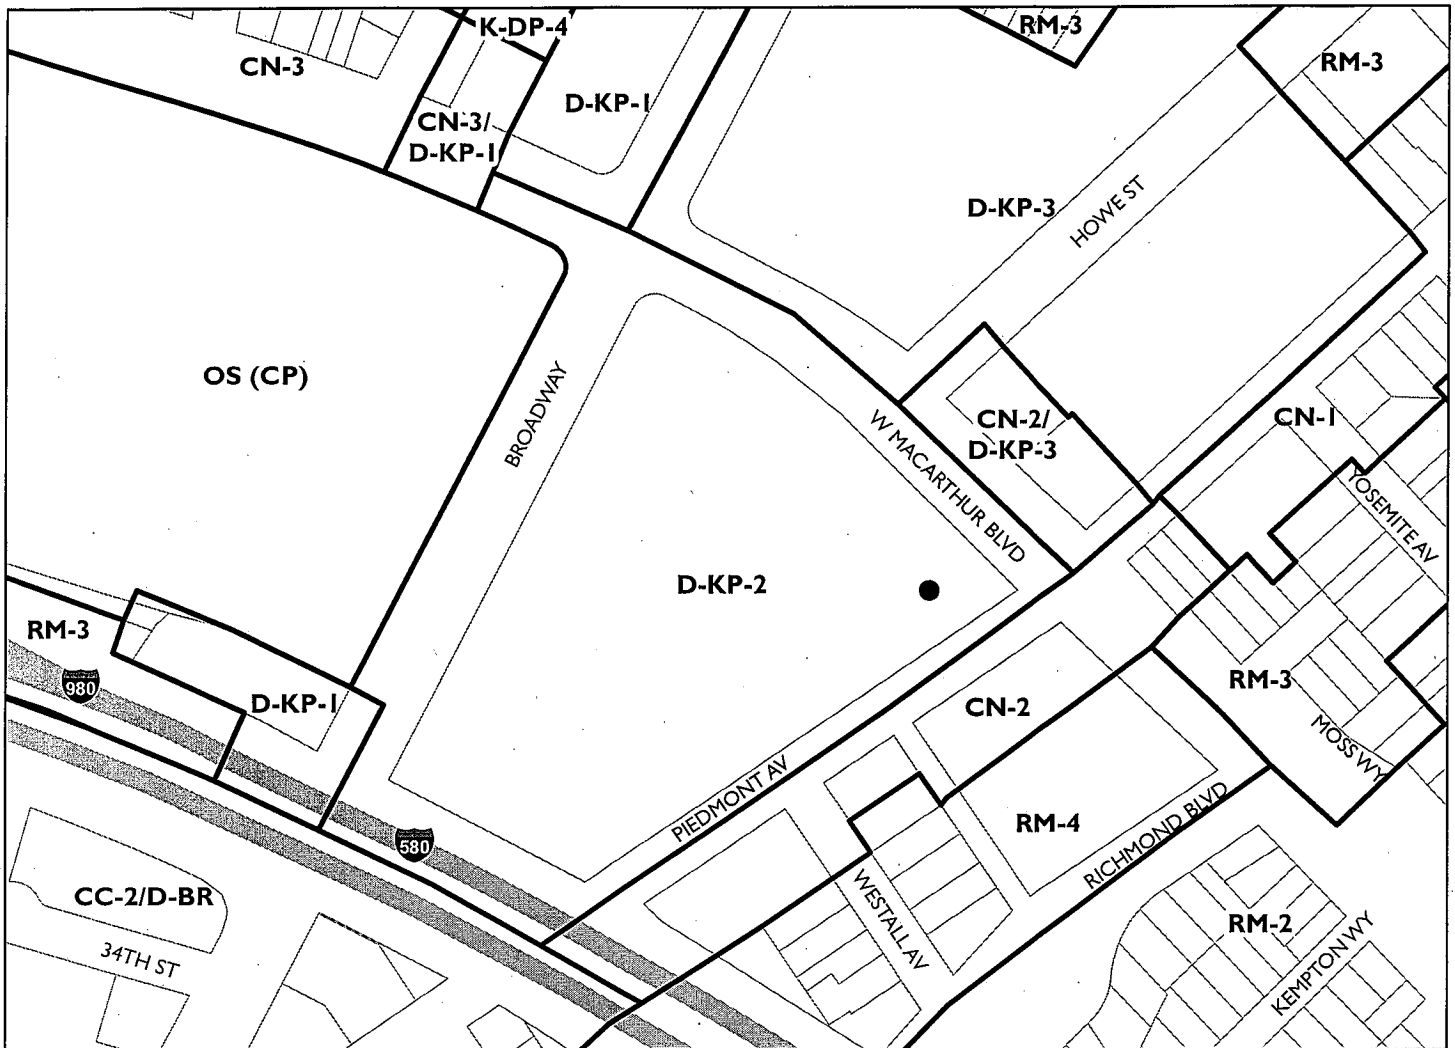 K-DP-4
RM-3
CN-3
RM-3
D-KP-1
CN-3/
D-KP-1
D-KP-3
HOWE ST
OS (CP)
BROADWAY
W MACARTHUR BLVD
CN-2/
D-KP-3
CN-1
YOSEMITE AV
D-KP-2
RM-3
980
D-KP-1
RM-3
CN-2
MOSS WY
PIEDMONT AV
580
RM-4
RICHMOND BLVD
CC-2/D-BR
WESTALL AV
RM-2
34TH ST
KEMPTON WY